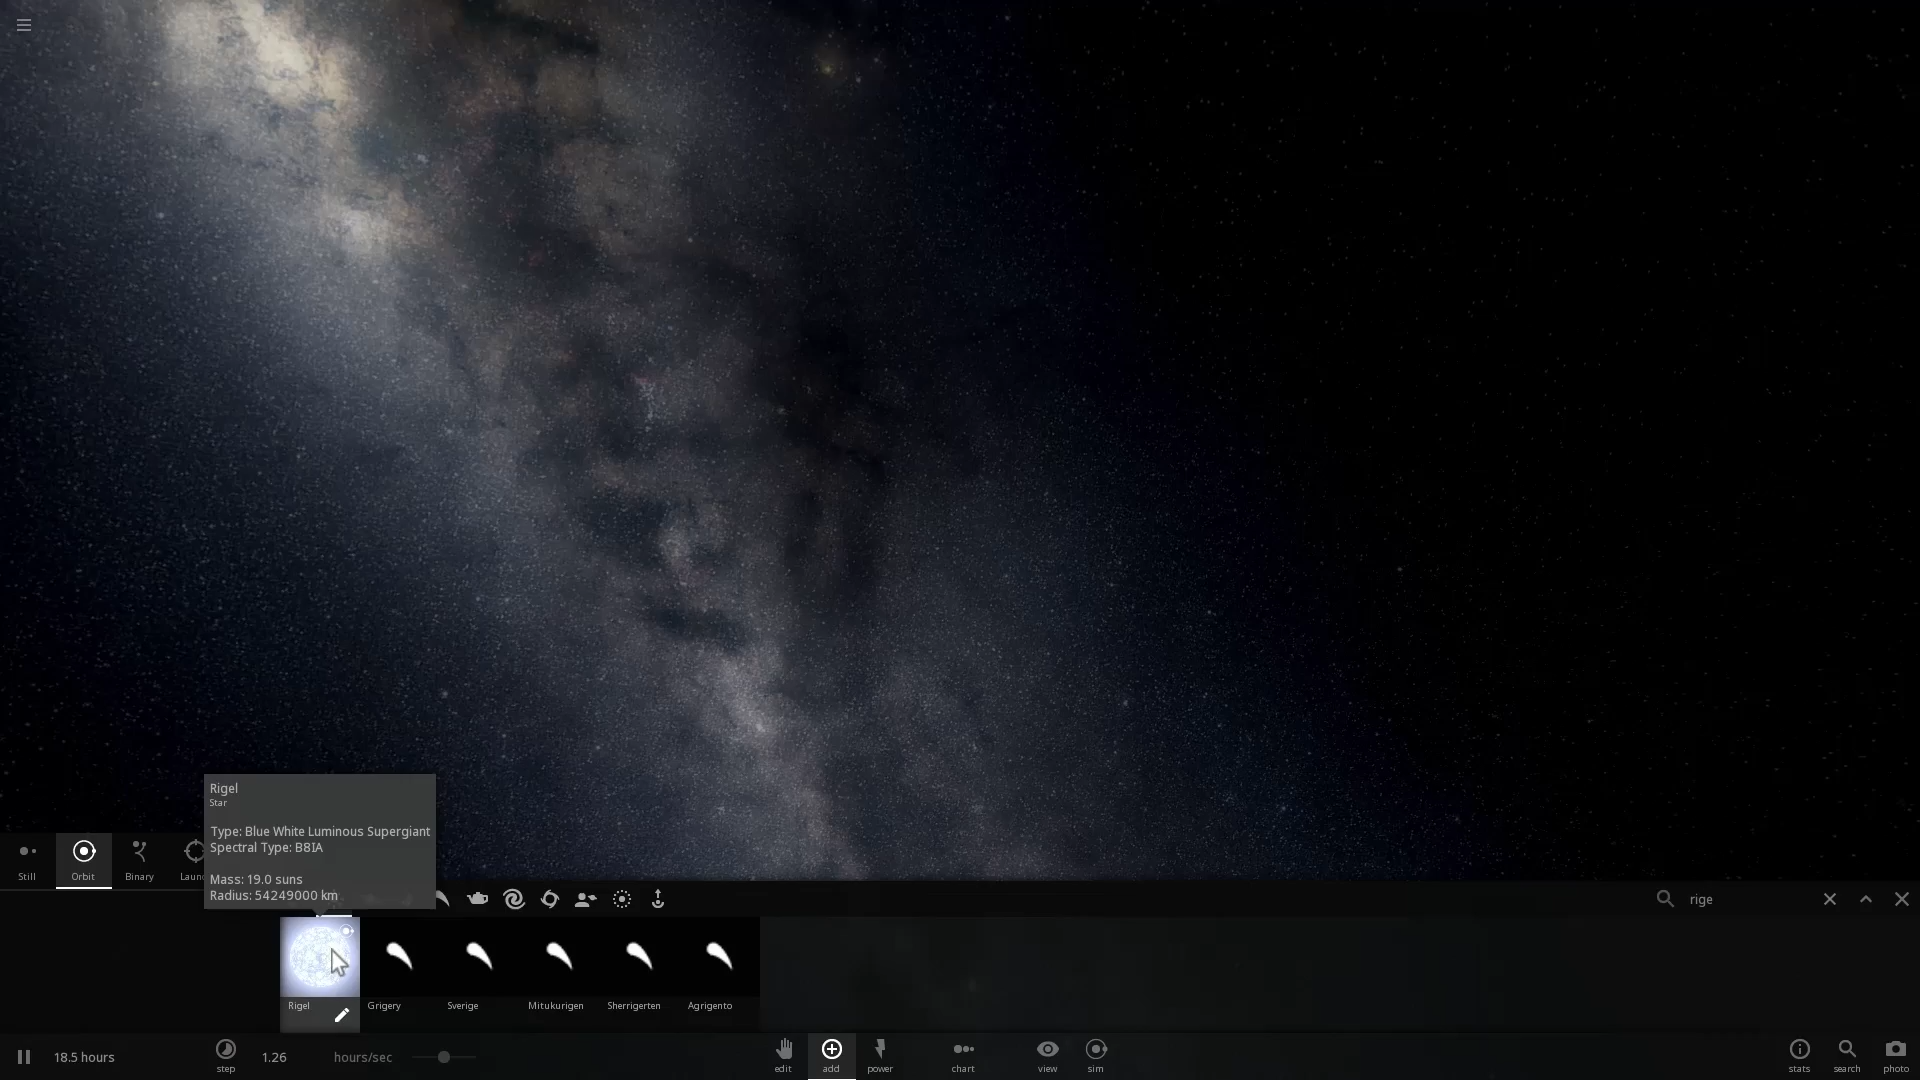 Rigel
Star
Type: Blue White Luminous Supergiant
Spectral Type: B8IA
Mass: 19.0 suns
Radius: 54249000 km
Still
Orbit
Binary
rige
Rigel
Grigery
Sverige
Mitukurigen
Sherrigerten
Agrigento
18.5 hours
step
1.26
hours/sec
edit
add
power
chart
view
sim
stats
search
photo